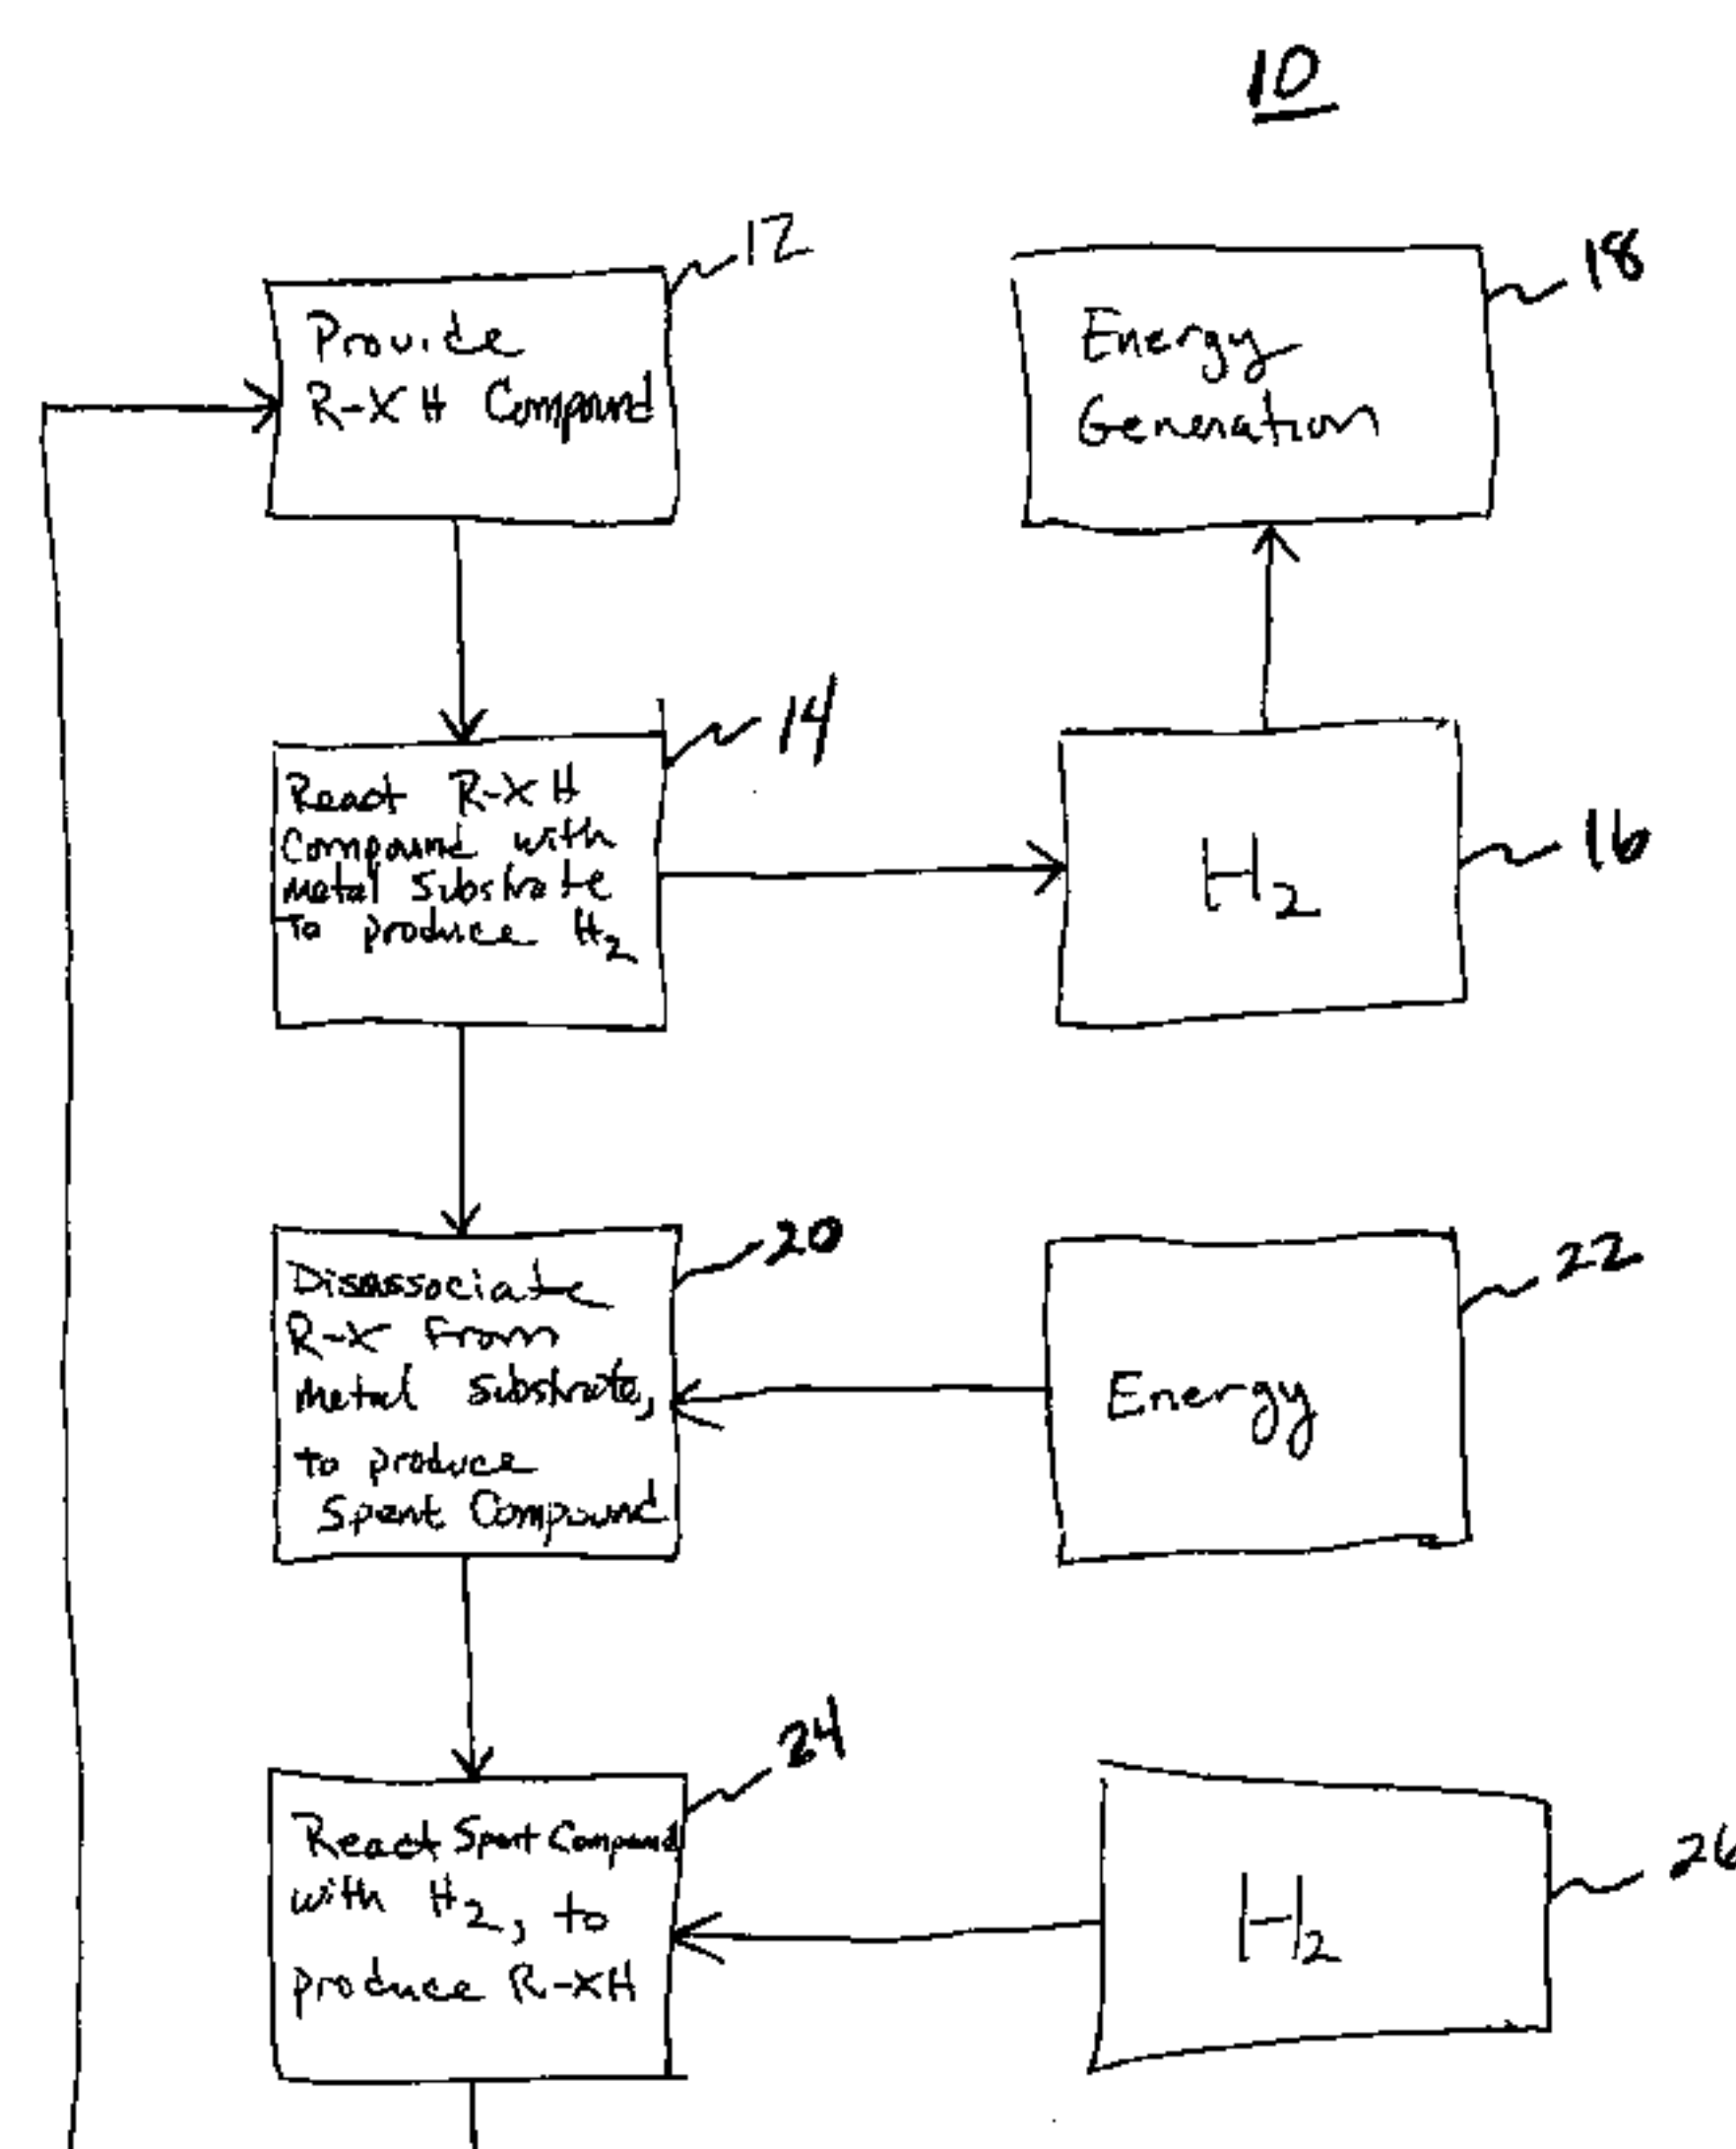 10
12
Provide
R-XH Compound
18
Energy
Generation
14
React R-XH
Compound with
Metal Substrate
To produce H2
H2
16
20
Disassociate
R-X from
Metal substrate,
to produce
Spent Compound
22
Energy
24
React Spent Compound
with H2, to
produce R-XH
H2
26